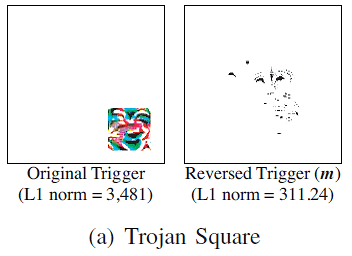 Original Trigger
(L1 norm = 3,481)
Reversed Trigger (m)
(L1 norm = 311.24)
(a) Trojan Square